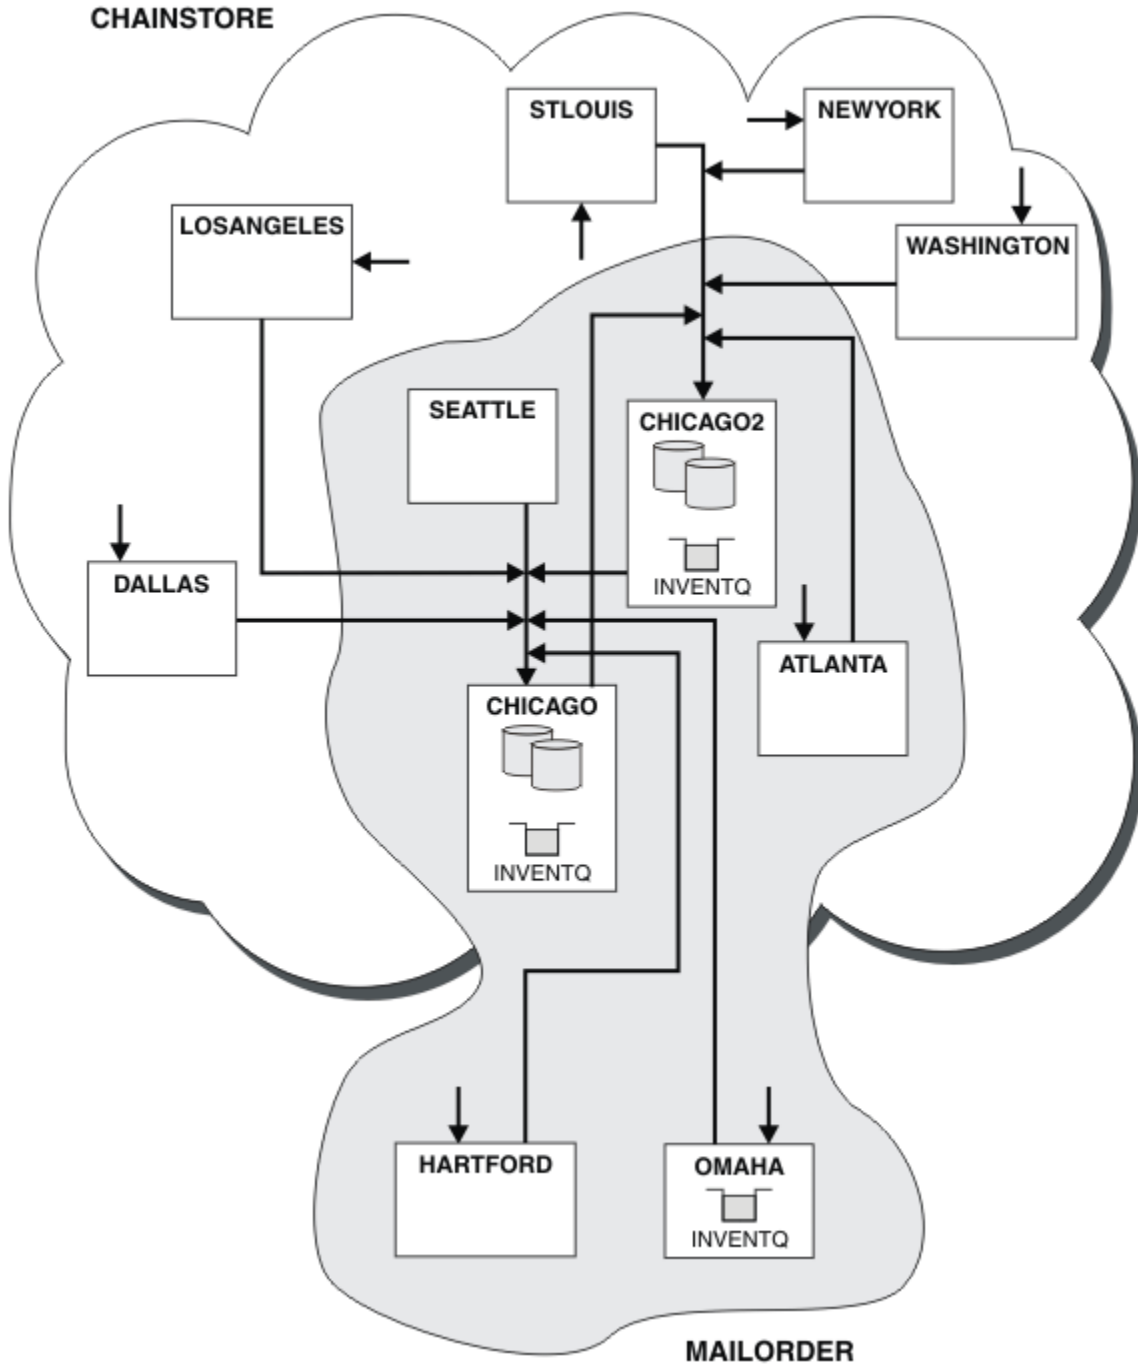 CHAINSTORE
STLOUIS
NEWYORK
LOSANGELES
WASHINGTON
SEATTLE
CHICAGO2
INVENTQ
DALLAS
ATLANTA
CHICAGO
INVENTQ
HARTFORD
OMAHA
INVENTQ
MAILORDER